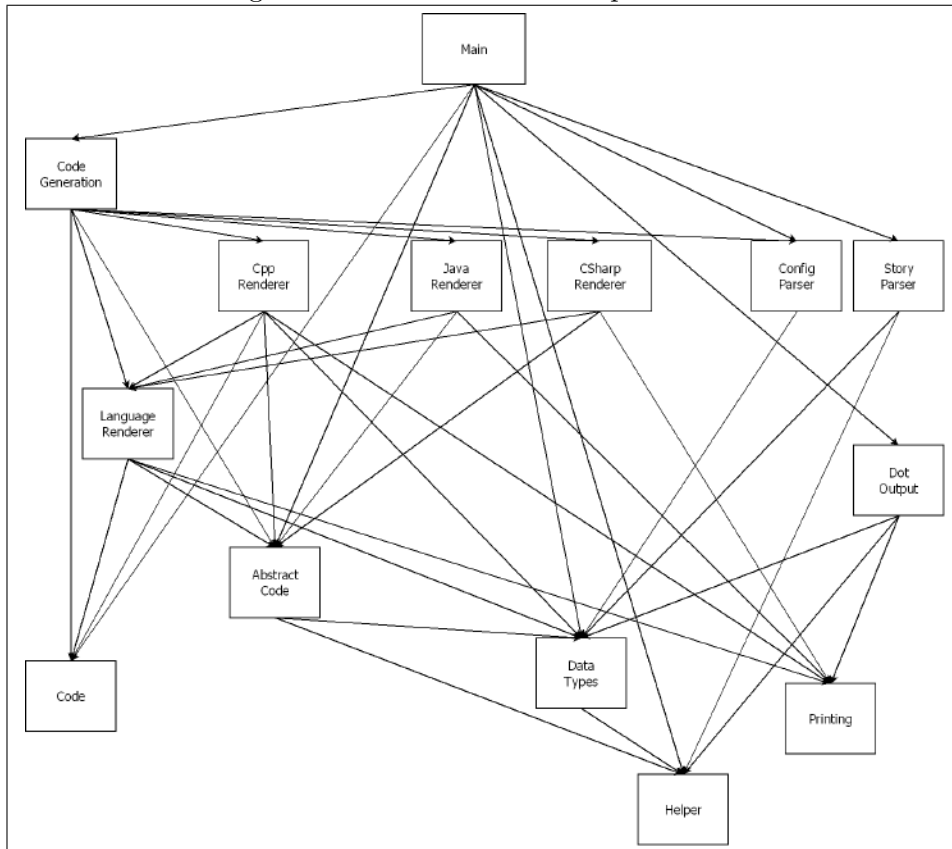 Main
Code
Generation
Cpp
Renderer
Java
Renderer
CSharp
Renderer
Config
Parser
Story
Parser
Language
Renderer
Dot
Output
Abstract
Code
Data
Types
Code
Printing
Helper